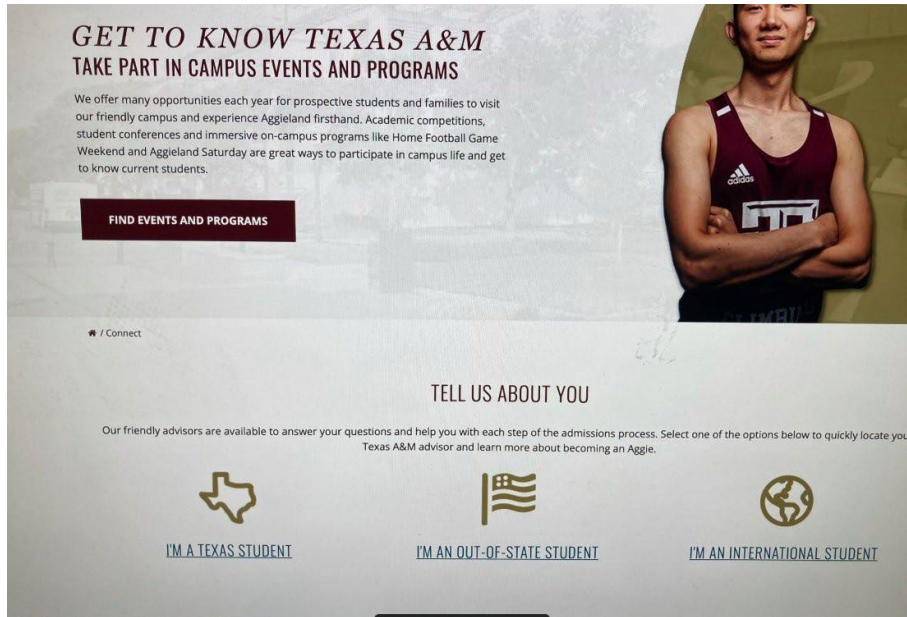 GET TO KNOW TEXAS A&M
TAKE PART IN CAMPUS EVENTS AND PROGRAMS
We offer many opportunities each year for prospective students and families to visit
our friendly campus and experience Aggieland firsthand. Academic competitions,
student conferences and immersive on-campus programs like Home Football Game
Weekend and Aggieland Saturday are great ways to participate in campus life and get
to know current students.
adidas
FIND EVENTS AND PROGRAMS
/ Connect
TELL US ABOUT YOU
Our friendly advisors are available to answer your questions and help you with each step of the admissions process. Select one of the options below to quickly locate
Texas A&M advisor and learn more about becoming an Aggie.
I'M A TEXAS STUDENT
I'M AN OUT-OF-STATE STUDENT
I'M AN INTERNATIONAL STUDENT